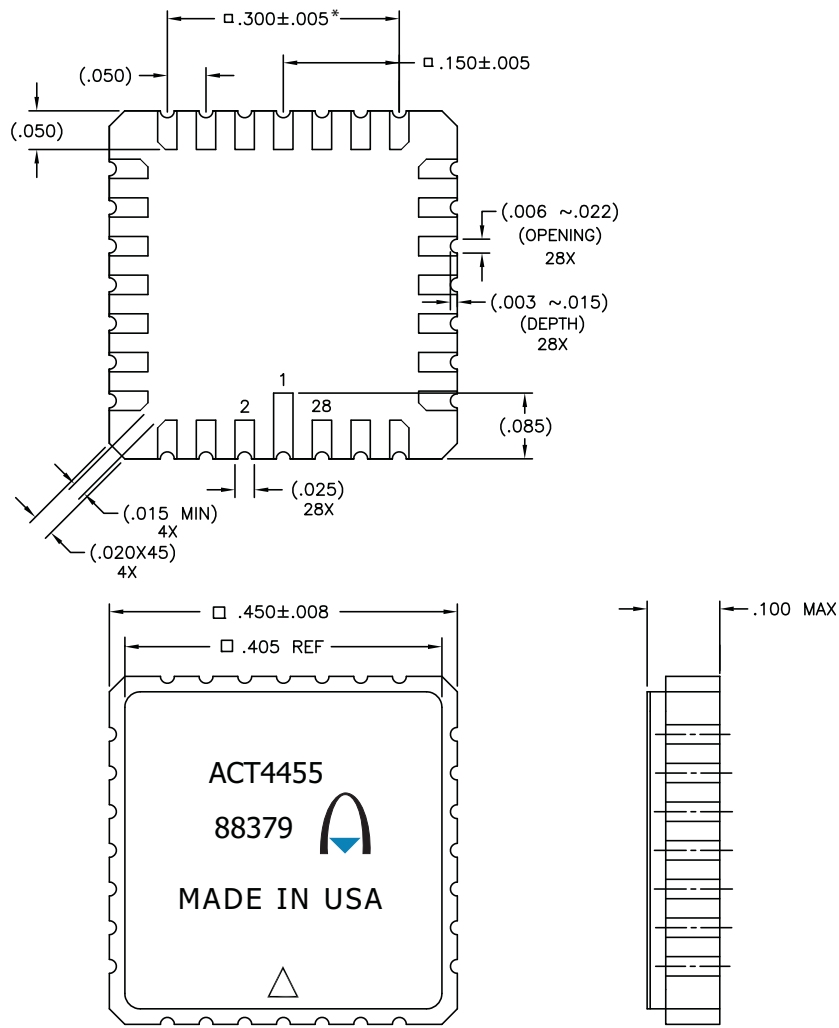 □ .300±.005*
(.050)
□ .150±.005
(.050)
(.006 ~.022)
(OPENING)
28X
(.003 ~.015)
(DEPTH)
28X
1
2
28
(.085)
(.025)
28X
(.015 MIN)
4X
(.020X45)
4X
□ .450±.008
.100 MAX
□ .405 REF
ACT4455
88379
MADE IN USA